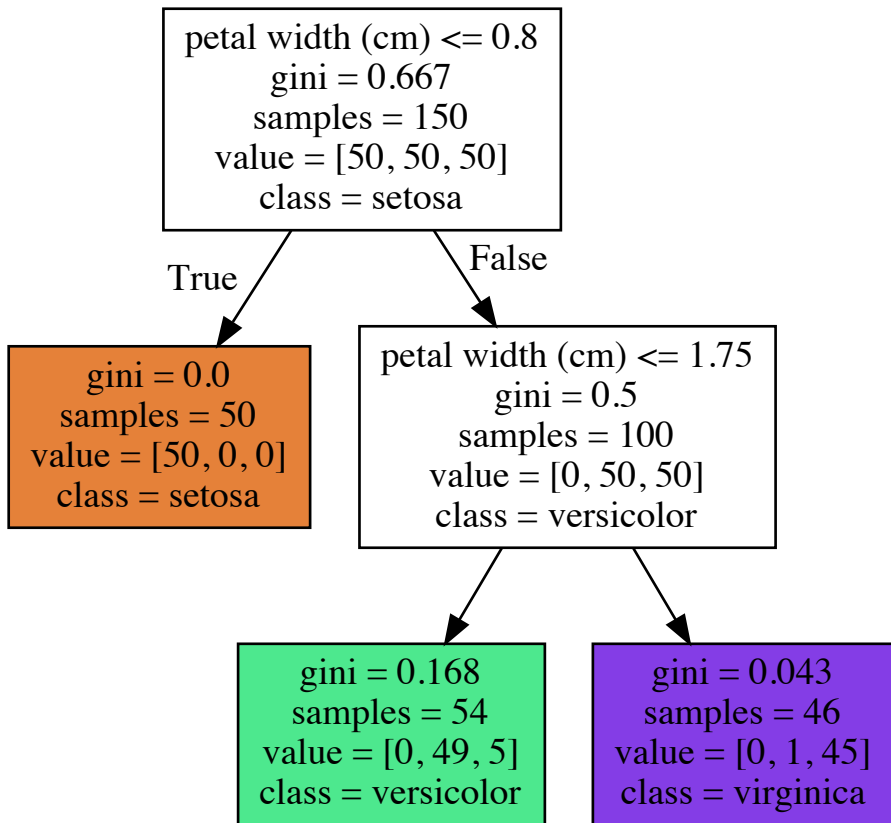 petal width (cm) <= 0.8
gini = 0.667
samples = 150
value = [50, 50, 50]
class = setosa
True
False
gini = 0.0
samples = 50
value = [50, 0, 0]
class = setosa
petal width (cm) <= 1.75
gini = 0.5
samples = 100
value = [0, 50, 50]
class = versicolor
gini = 0.168
samples = 54
value = [0, 49, 5]
class = versicolor
gini = 0.043
samples = 46
value = [0, 1, 45]
class = virginica